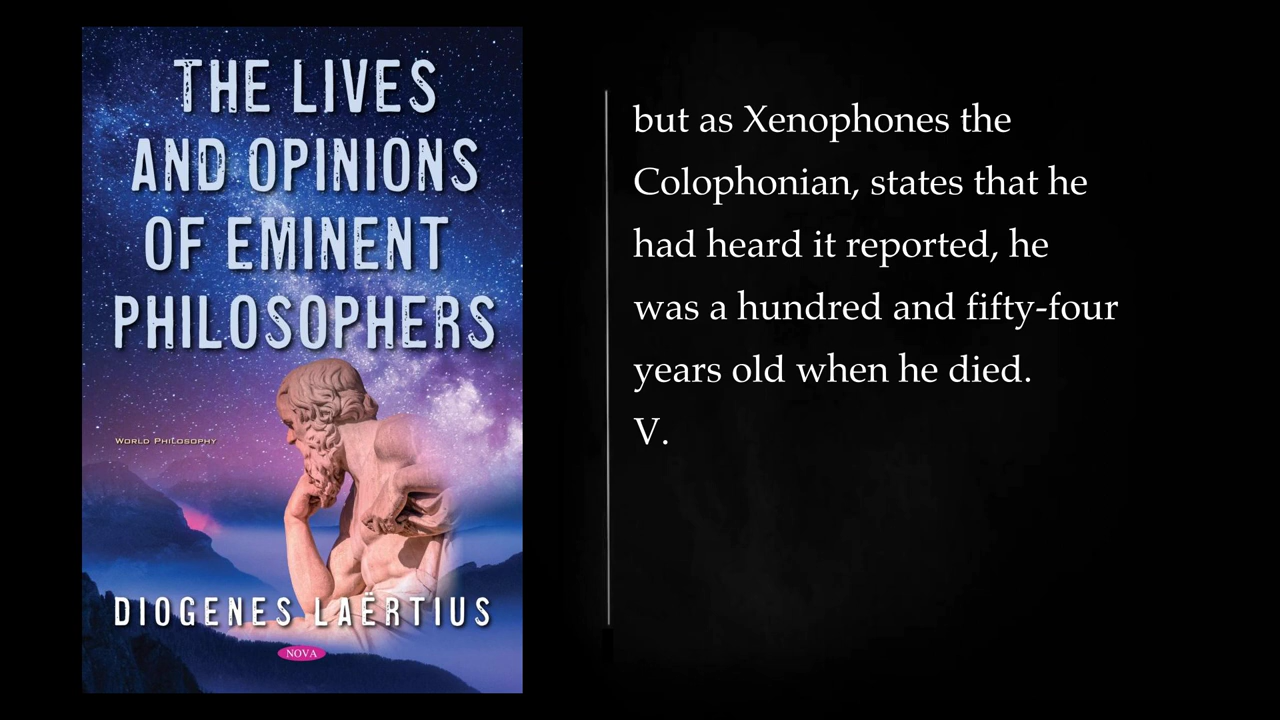 THE LIVES
AND OPINIONS
OF EMINENT
PHILOSOPHERS
WORLD PHILOSOPHY
DIOGENES LAËRTIUS
NOVA
but as Xenophones the
Colophonian, states that he
had heard it reported, he
was a hundred and fifty-four
years old when he died.
V.